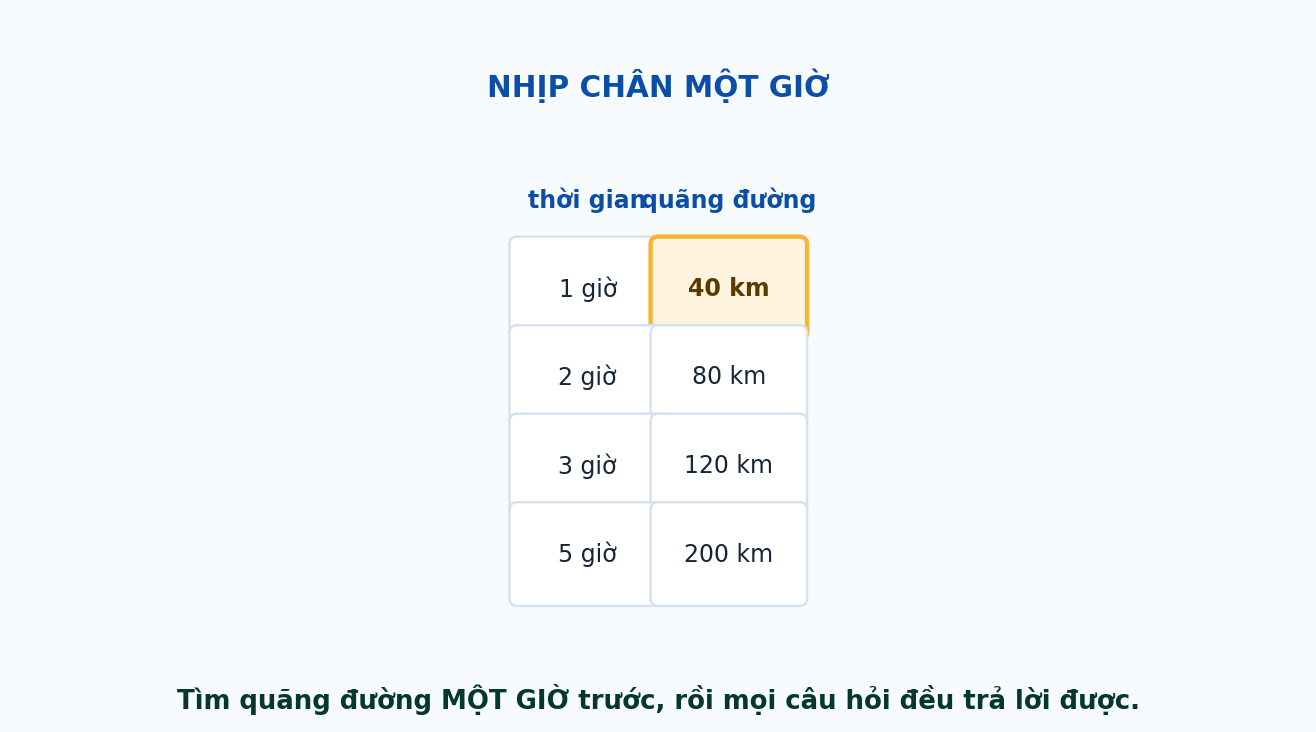 NHỊP CHÂN MỘT GIỜ
thời gian quãng đường
1 giờ 40 km
2 giờ 80 km
3 giờ 120 km
5 giờ 200 km
Tìm quãng đường MỘT GIỜ trước, rồi mọi câu hỏi đều trả lời được.